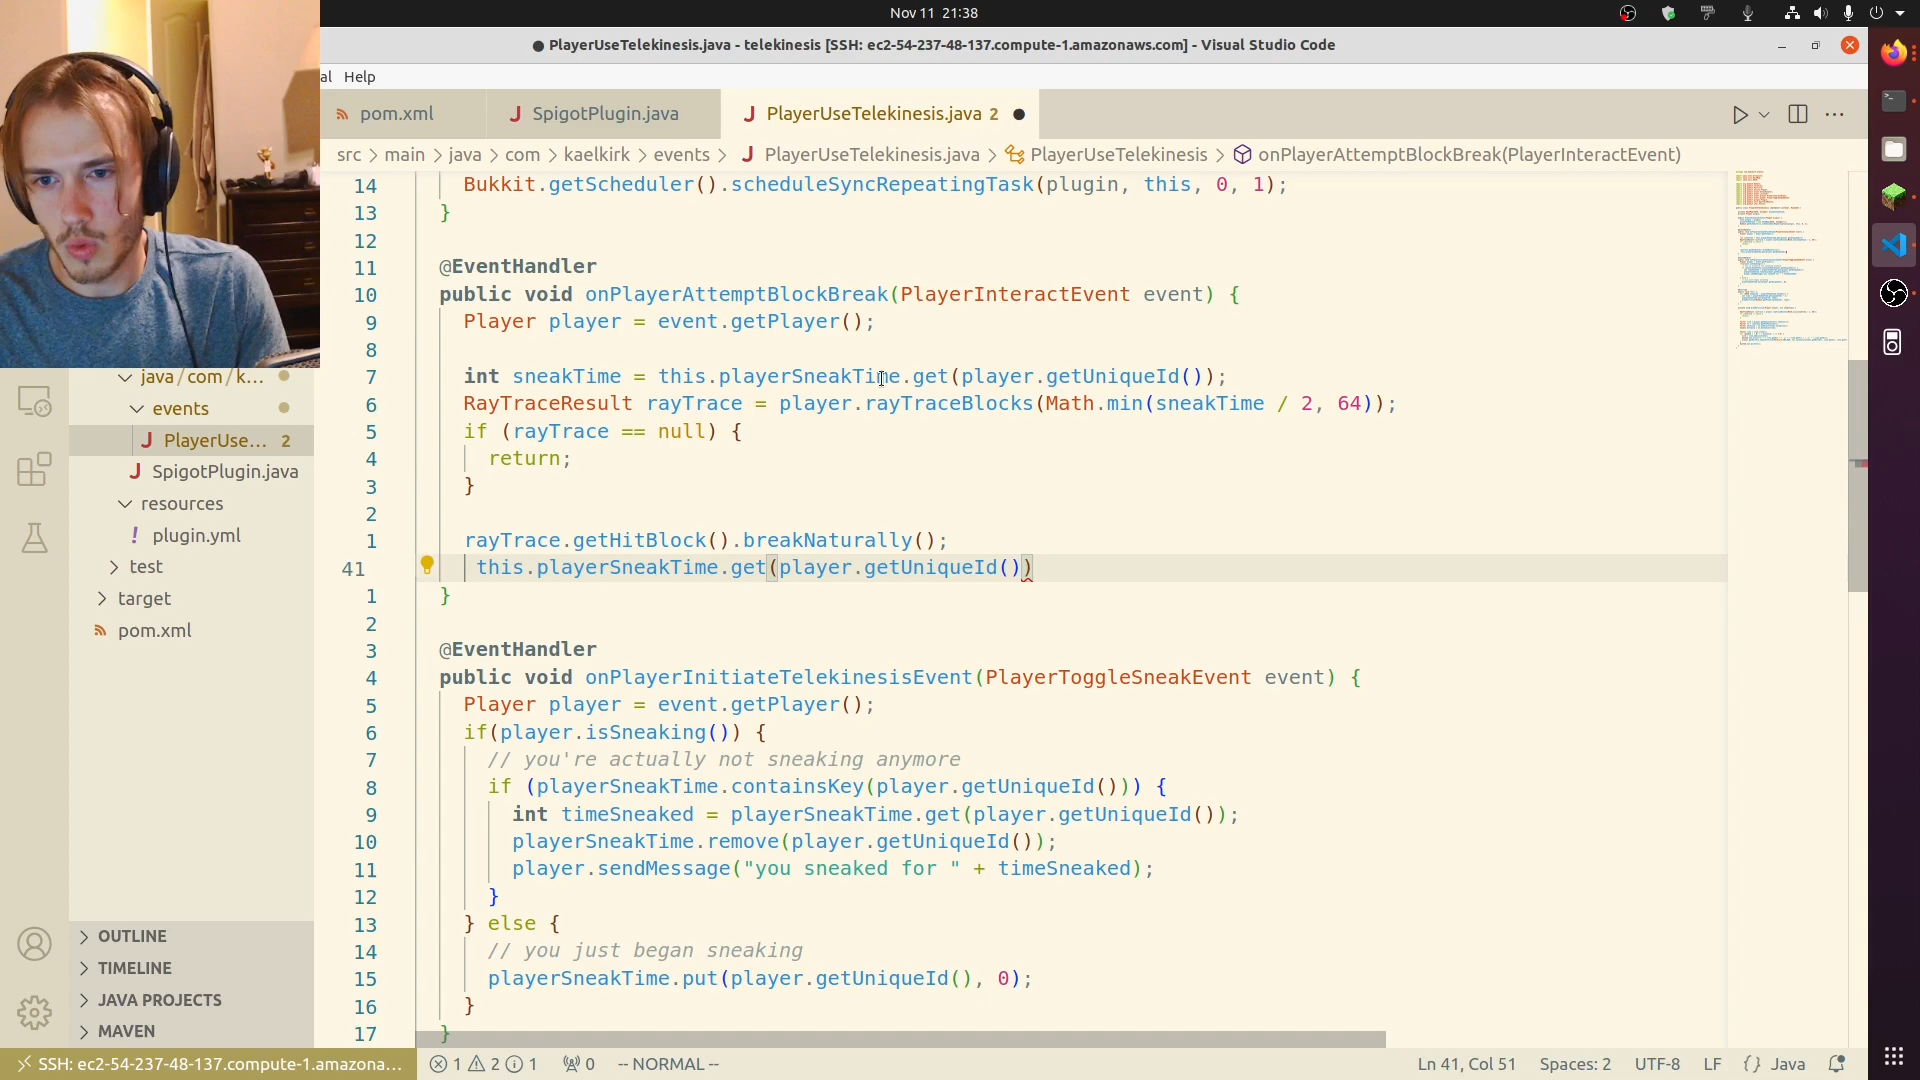 Nov 11 21:38
PlayerUseTelekinesis.java - telekinesis [SSH: ec2-54-237-48-137.compute-1.amazonaws.com] - Visual Studio Code
al Help
pom.xml
SpigotPlugin.java
PlayerUseTelekinesis.java 2
src > main > java > com > kaelkirk > events > PlayerUseTelekinesis.java > PlayerUseTelekinesis > onPlayerAttemptBlockBreak(PlayerInteractEvent)
java/com/k...
events
PlayerUse... 2
SpigotPlugin.java
resources
plugin.yml
test
target
pom.xml
OUTLINE
TIMELINE
JAVA PROJECTS
MAVEN
14 Bukkit.getScheduler().scheduleSyncRepeatingTask(plugin, this, 0, 1);
13 }
12
11 @EventHandler
10 public void onPlayerAttemptBlockBreak(PlayerInteractEvent event) {
9 Player player = event.getPlayer();
8
7 int sneakTime = this.playerSneakTime.get(player.getUniqueId());
6 RayTraceResult rayTrace = player.rayTraceBlocks(Math.min(sneakTime / 2, 64));
5 if (rayTrace == null) {
4 return;
3 }
2
1 rayTrace.getHitBlock().breakNaturally();
41 this.playerSneakTime.get(player.getUniqueId())
1 }
2
3 @EventHandler
4 public void onPlayerInitiateTelekinesisEvent(PlayerToggleSneakEvent event) {
5 Player player = event.getPlayer();
6 if(player.isSneaking()) {
7 // you're actually not sneaking anymore
8 if (playerSneakTime.containsKey(player.getUniqueId())) {
9 int timeSneaked = playerSneakTime.get(player.getUniqueId());
10 playerSneakTime.remove(player.getUniqueId());
11 player.sendMessage("you sneaked for " + timeSneaked);
12 }
13 } else {
14 // you just began sneaking
15 playerSneakTime.put(player.getUniqueId(), 0);
16 }
17 }
SSH: ec2-54-237-48-137.compute-1.amazona... 1 2 1 0 -- NORMAL -- Ln 41, Col 51 Spaces: 2 UTF-8 LF {} Java